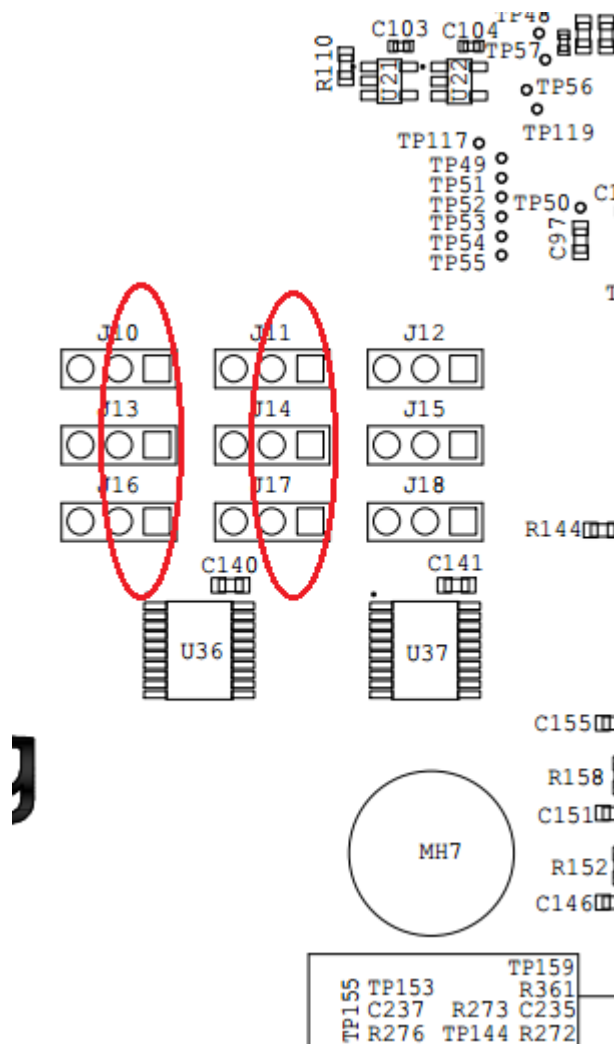 TP48
C103 C104
R110
U21
U22
TP57
TP56
TP119
TP117
TP49
TP51
TP52
TP50
TP53
TP54
TP55
C97
J10 J11 J12
J13 J14 J15
J16 J17 J18
R144
C140 C141
U36 U37
C155
R158
C151
MH7
R152
C146
TP159
TP155
TP153 R361
C237 R273 C235
R276 TP144 R272